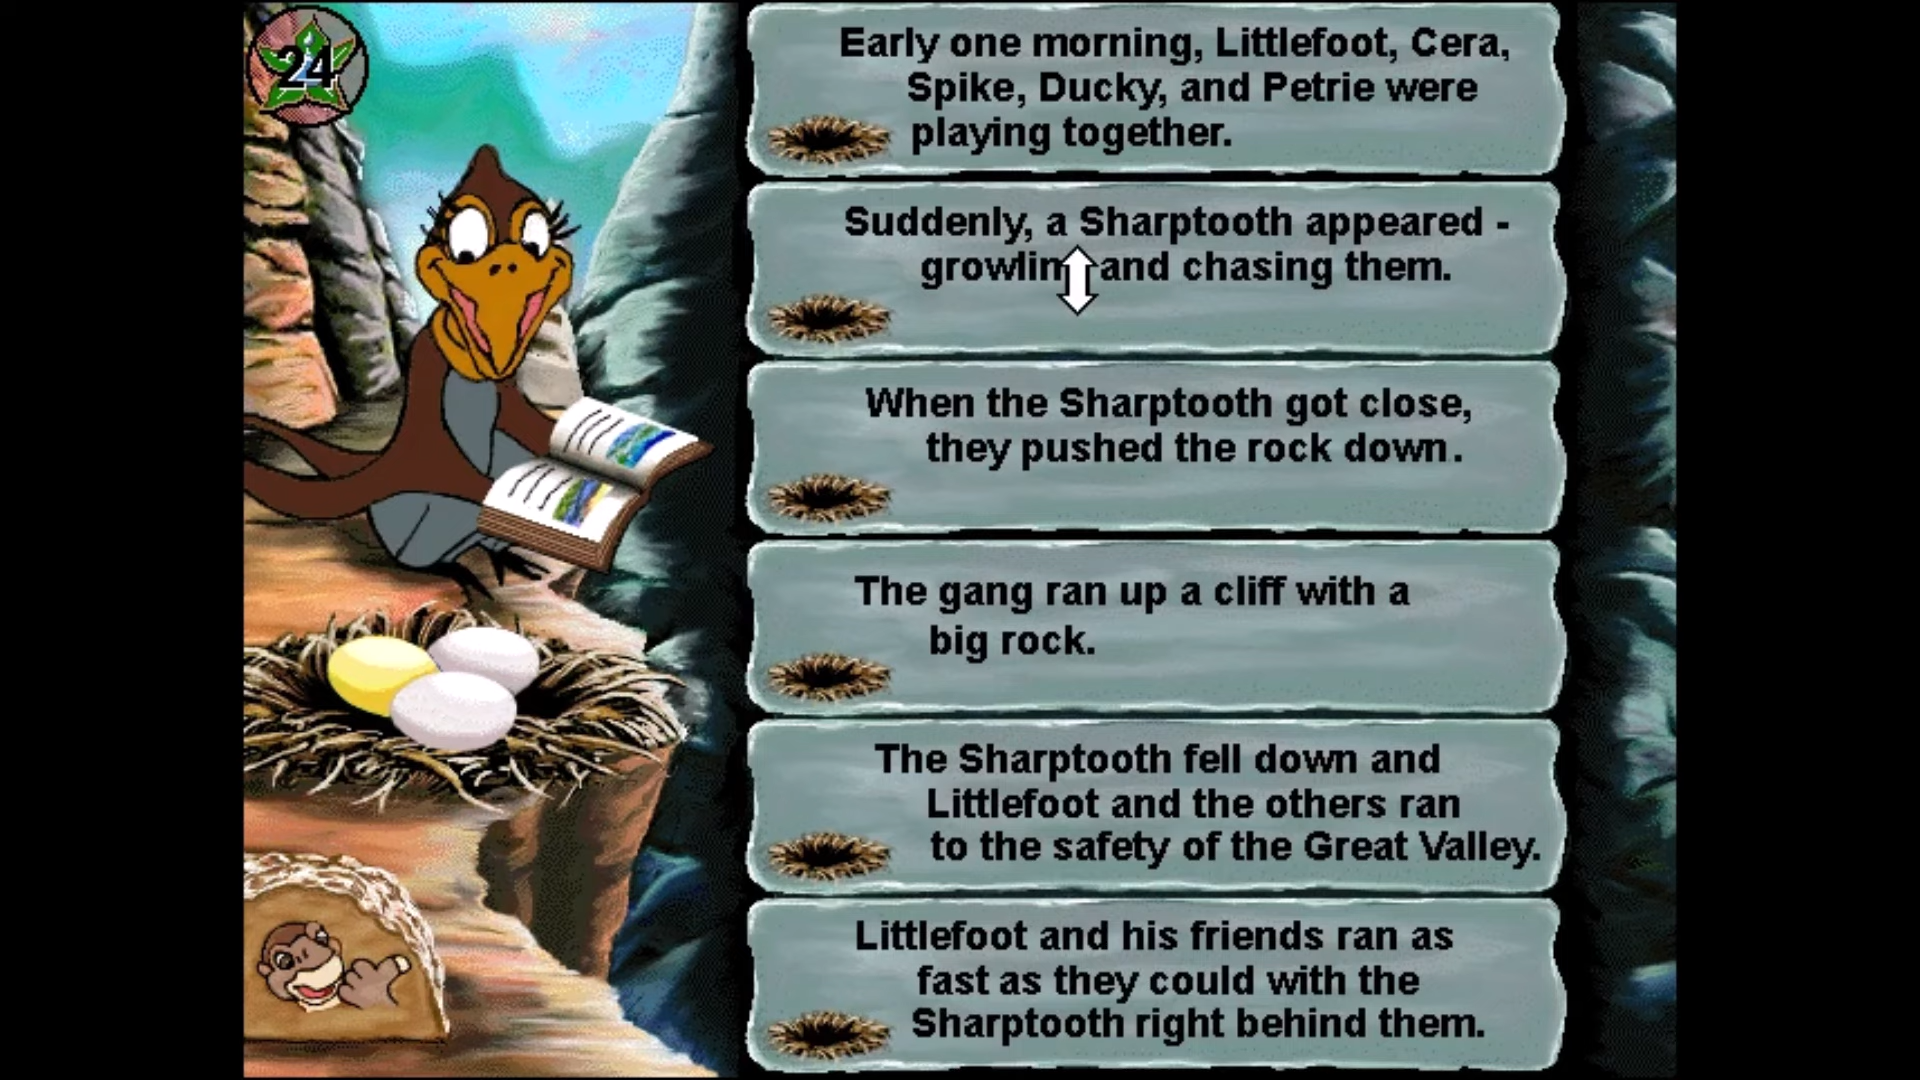 24
Early one morning, Littlefoot, Cera,
Spike, Ducky, and Petrie were
playing together.
Suddenly, a Sharptooth appeared -
growlin and chasing them.
When the Sharptooth got close,
they pushed the rock down.
The gang ran up a cliff with a
big rock.
The Sharptooth fell down and
Littlefoot and the others ran
to the safety of the Great Valley.
Littlefoot and his friends ran as
fast as they could with the
Sharptooth right behind them.